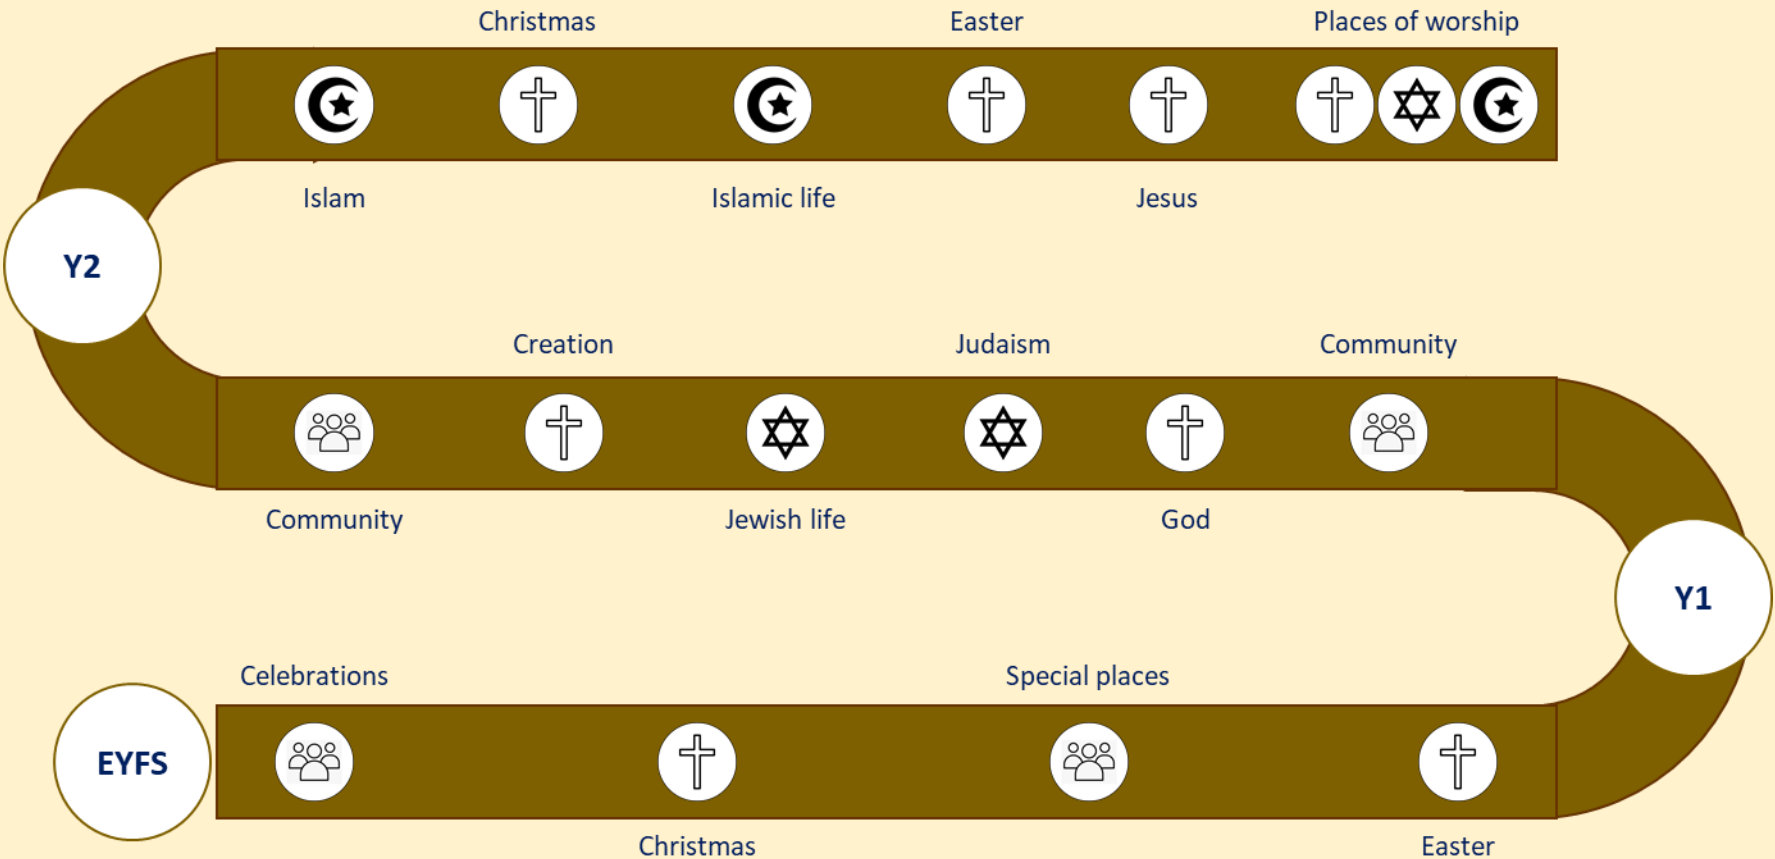 Christmas
Easter
Places of worship
Islam
Islamic life
Jesus
Y2
Creation
Judaism
Community
Community
Jewish life
God
Y1
Celebrations
Special places
EYFS
Christmas
Easter